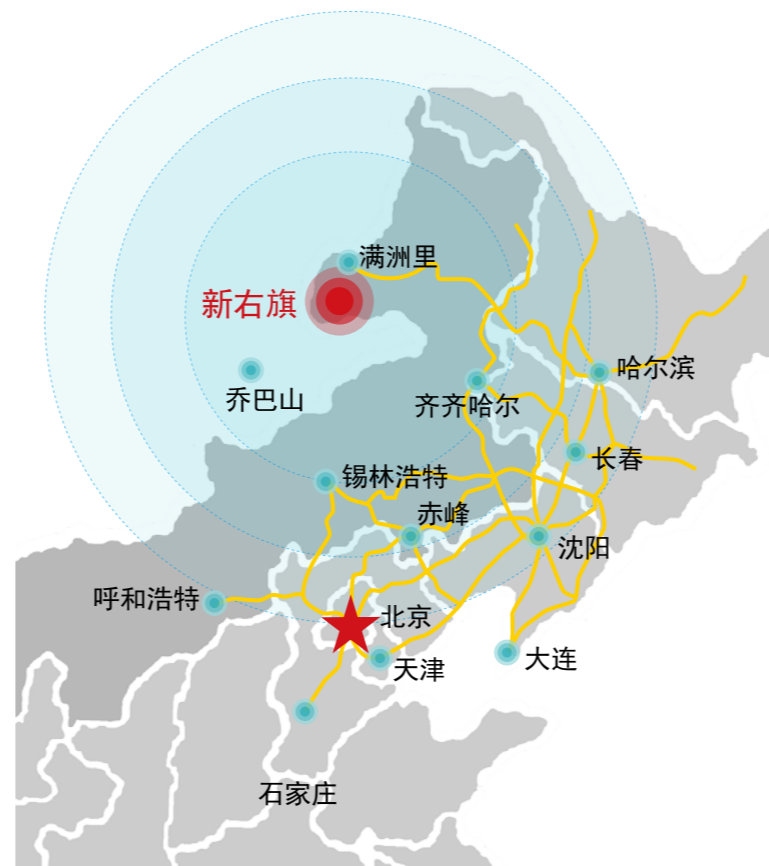 满洲里
新右旗
哈尔滨
乔巴山
齐齐哈尔
长春
锡林浩特
赤峰
沈阳
呼和浩特
北京
大连
天津
石家庄